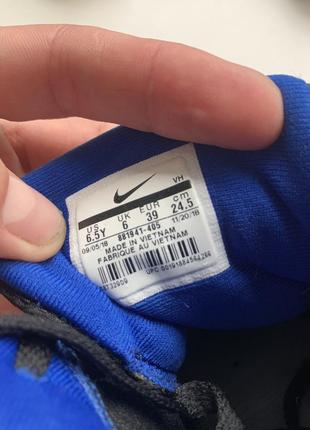 VH
US UK EUR cm
6.5Y 6 39 24.5
09/05/18 881941-405 11/20/18
MADE IN VIETNAM
FABRIQUE AU VIETNAM